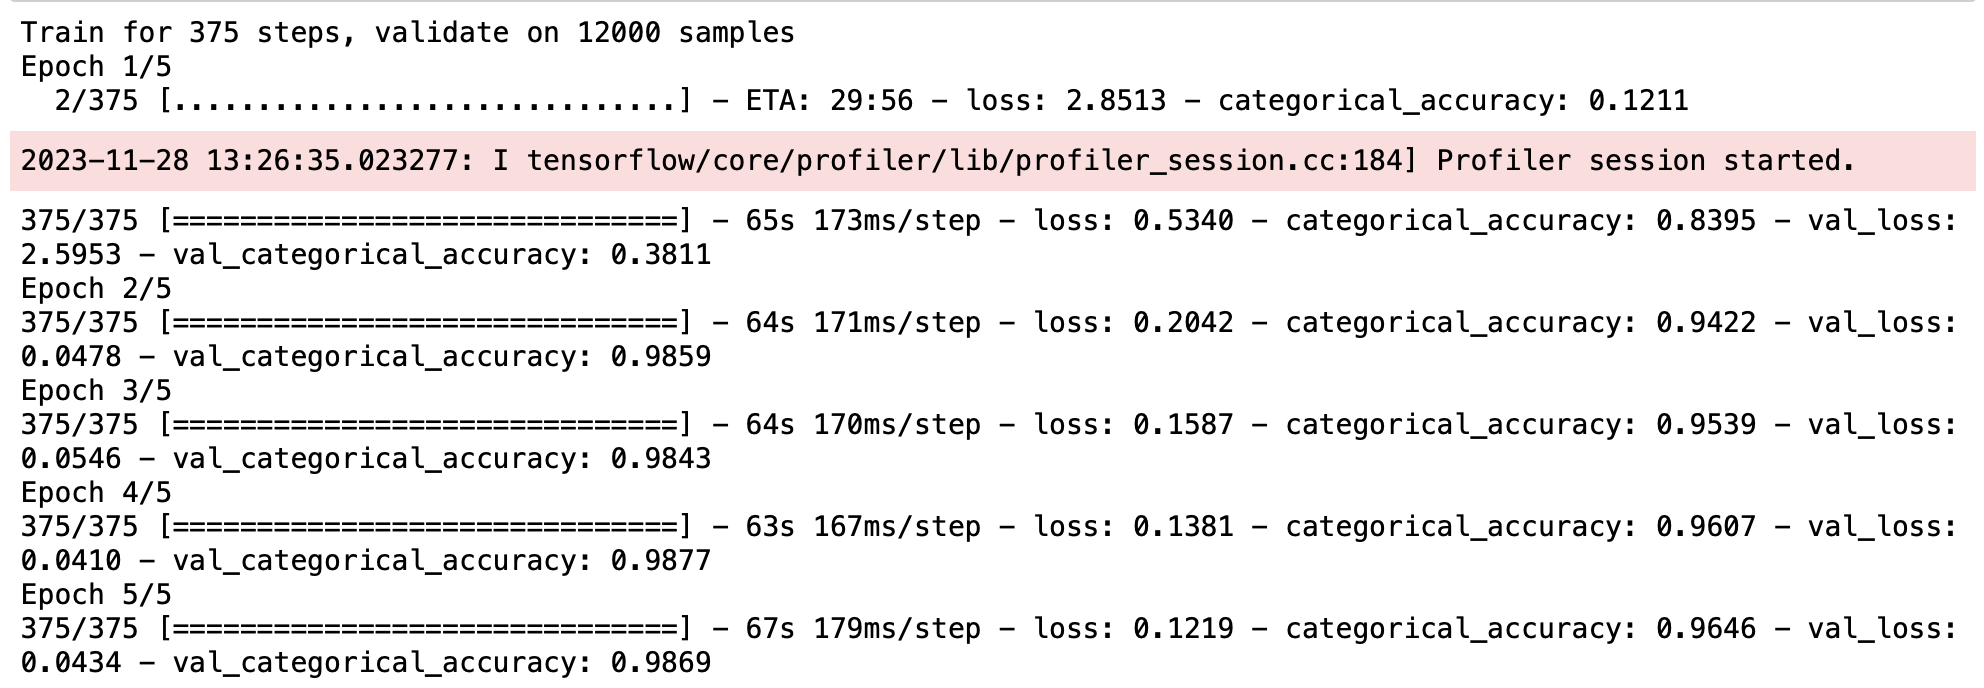 Train for 375 steps, validate on 12000 samples
Epoch 1/5
  2/375 [..............................] - ETA: 29:56 - loss: 2.8513 - categorical_accuracy: 0.1211
2023-11-28 13:26:35.023277: I tensorflow/core/profiler/lib/profiler_session.cc:184] Profiler session started.
375/375 [==============================] - 65s 173ms/step - loss: 0.5340 - categorical_accuracy: 0.8395 - val_loss:
2.5953 - val_categorical_accuracy: 0.3811
Epoch 2/5
375/375 [==============================] - 64s 171ms/step - loss: 0.2042 - categorical_accuracy: 0.9422 - val_loss:
0.0478 - val_categorical_accuracy: 0.9859
Epoch 3/5
375/375 [==============================] - 64s 170ms/step - loss: 0.1587 - categorical_accuracy: 0.9539 - val_loss:
0.0546 - val_categorical_accuracy: 0.9843
Epoch 4/5
375/375 [==============================] - 63s 167ms/step - loss: 0.1381 - categorical_accuracy: 0.9607 - val_loss:
0.0410 - val_categorical_accuracy: 0.9877
Epoch 5/5
375/375 [==============================] - 67s 179ms/step - loss: 0.1219 - categorical_accuracy: 0.9646 - val_loss:
0.0434 - val_categorical_accuracy: 0.9869